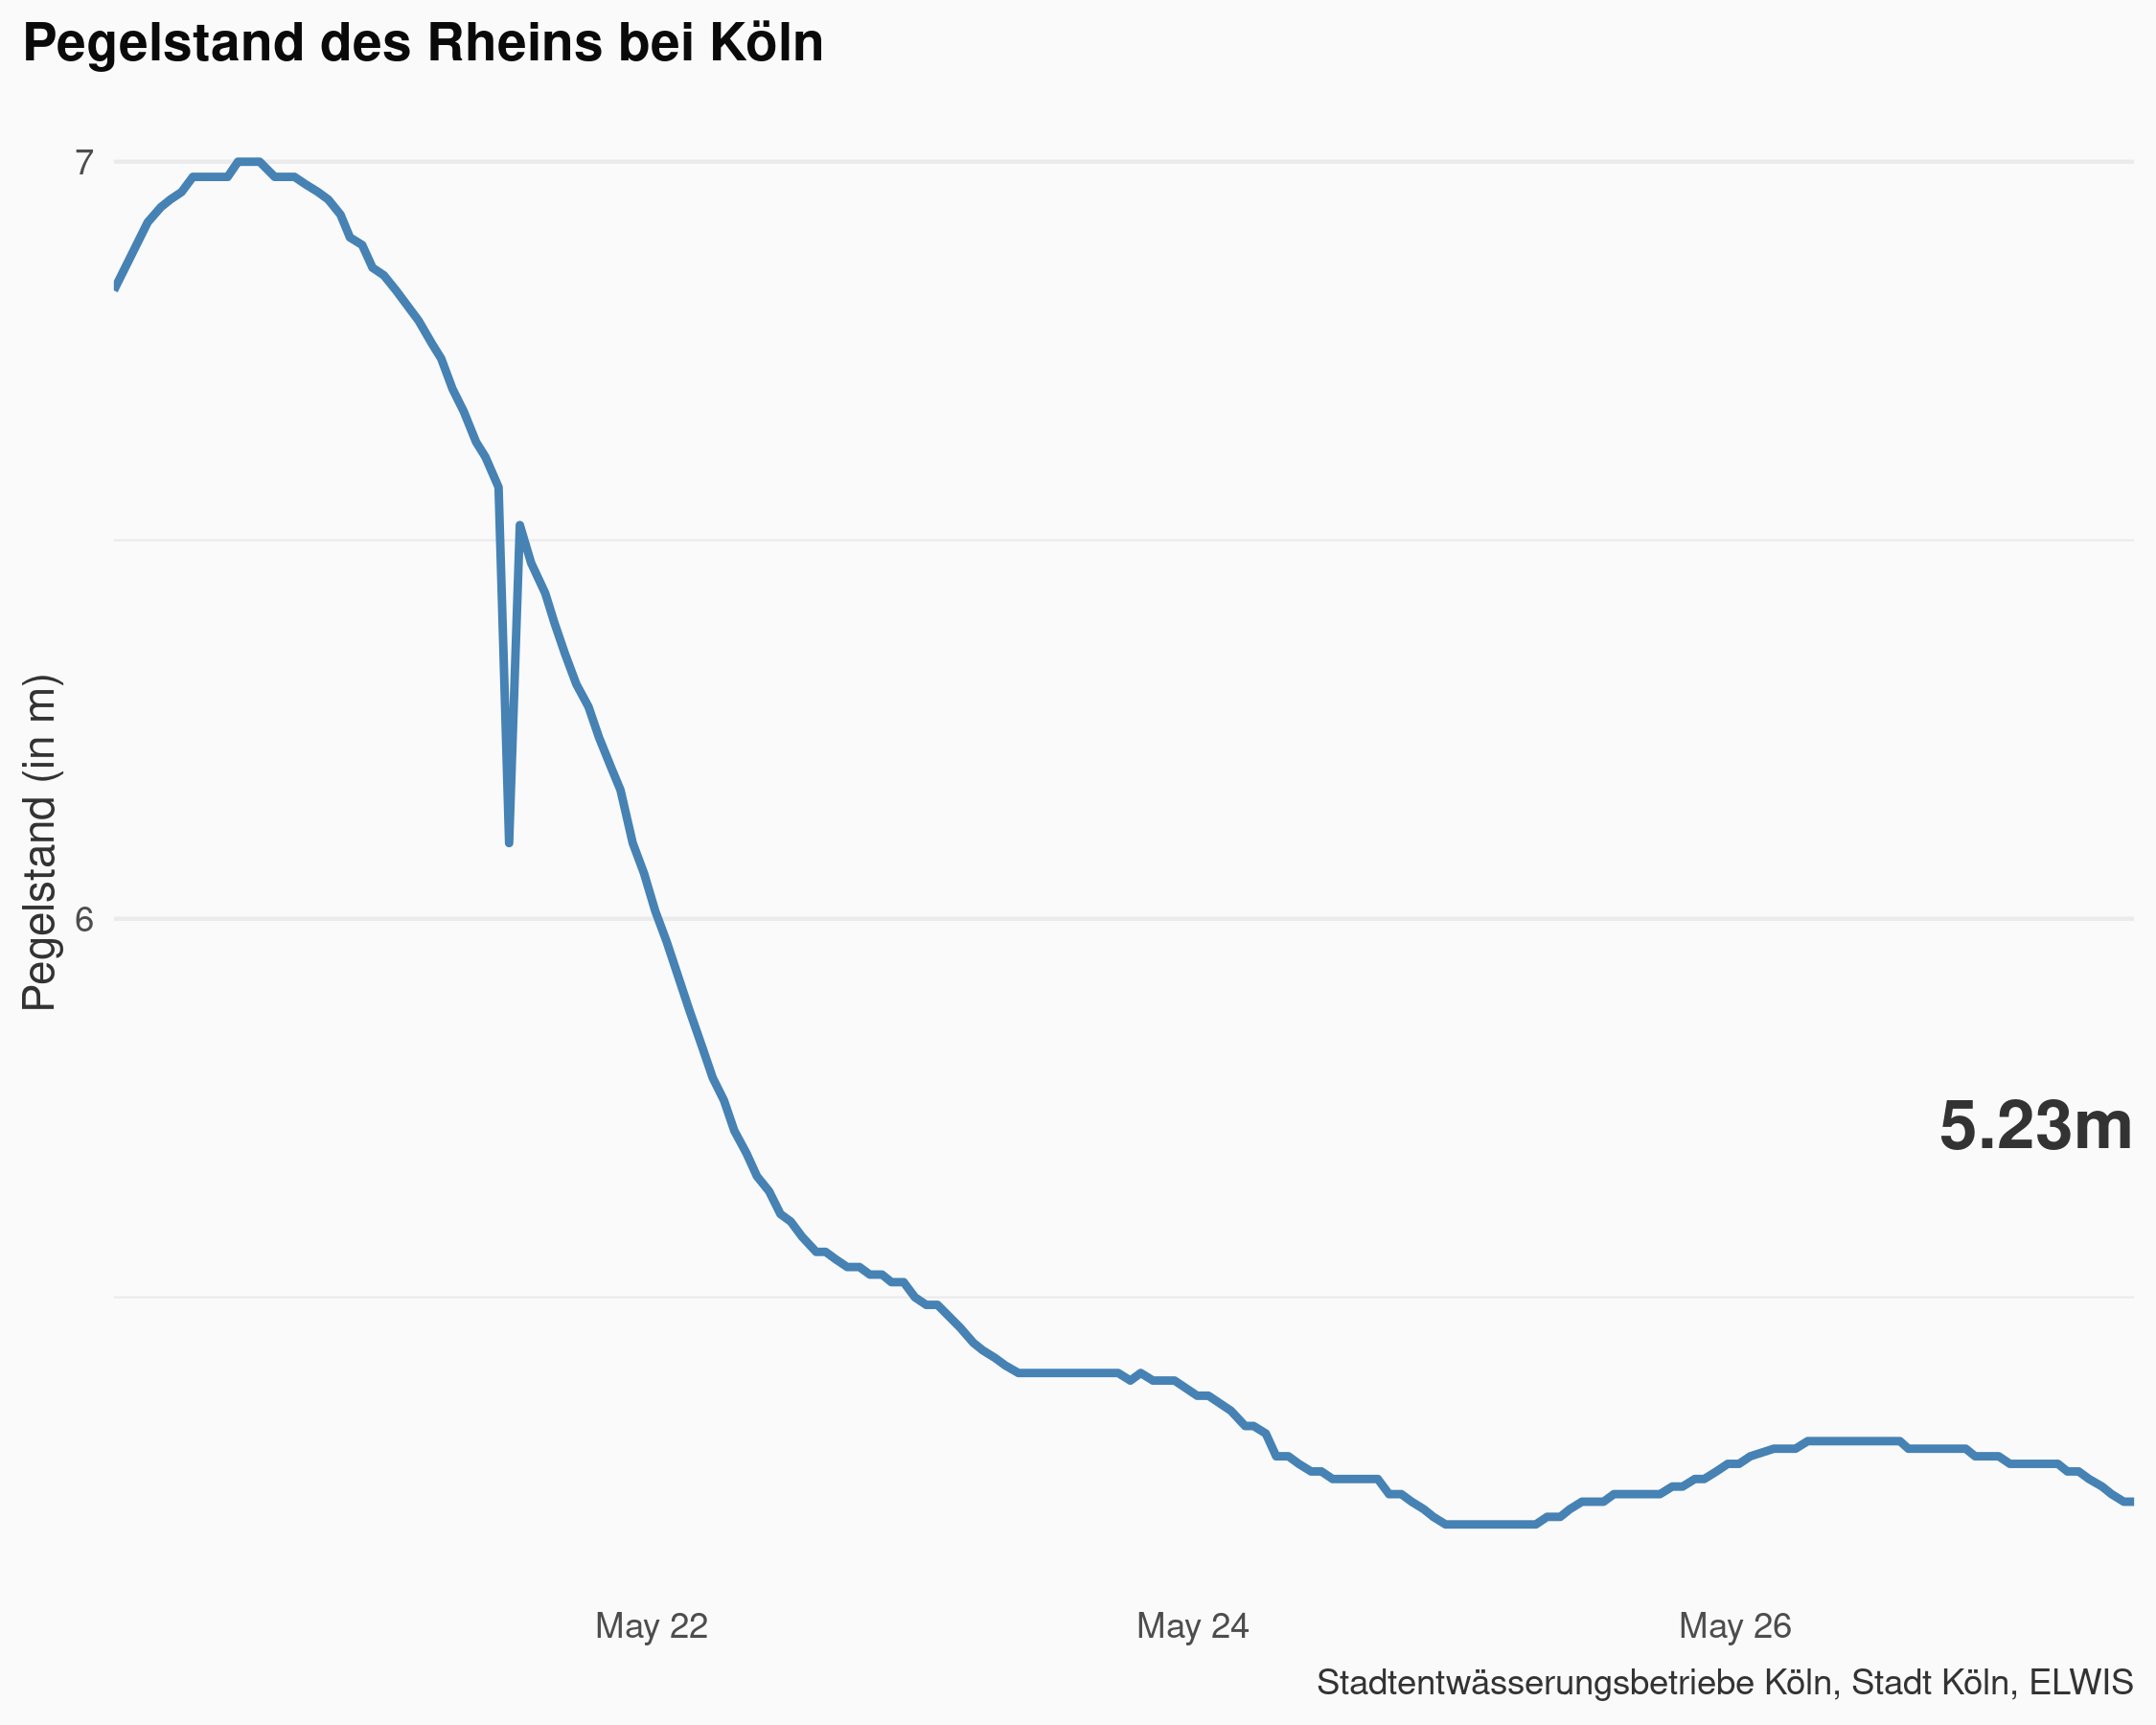 Pegelstand des Rheins bei Köln
Pegelstand (in m)
7
6
5.23m
May 22
May 24
May 26
Stadtentwässerungsbetriebe Köln, Stadt Köln, ELWIS